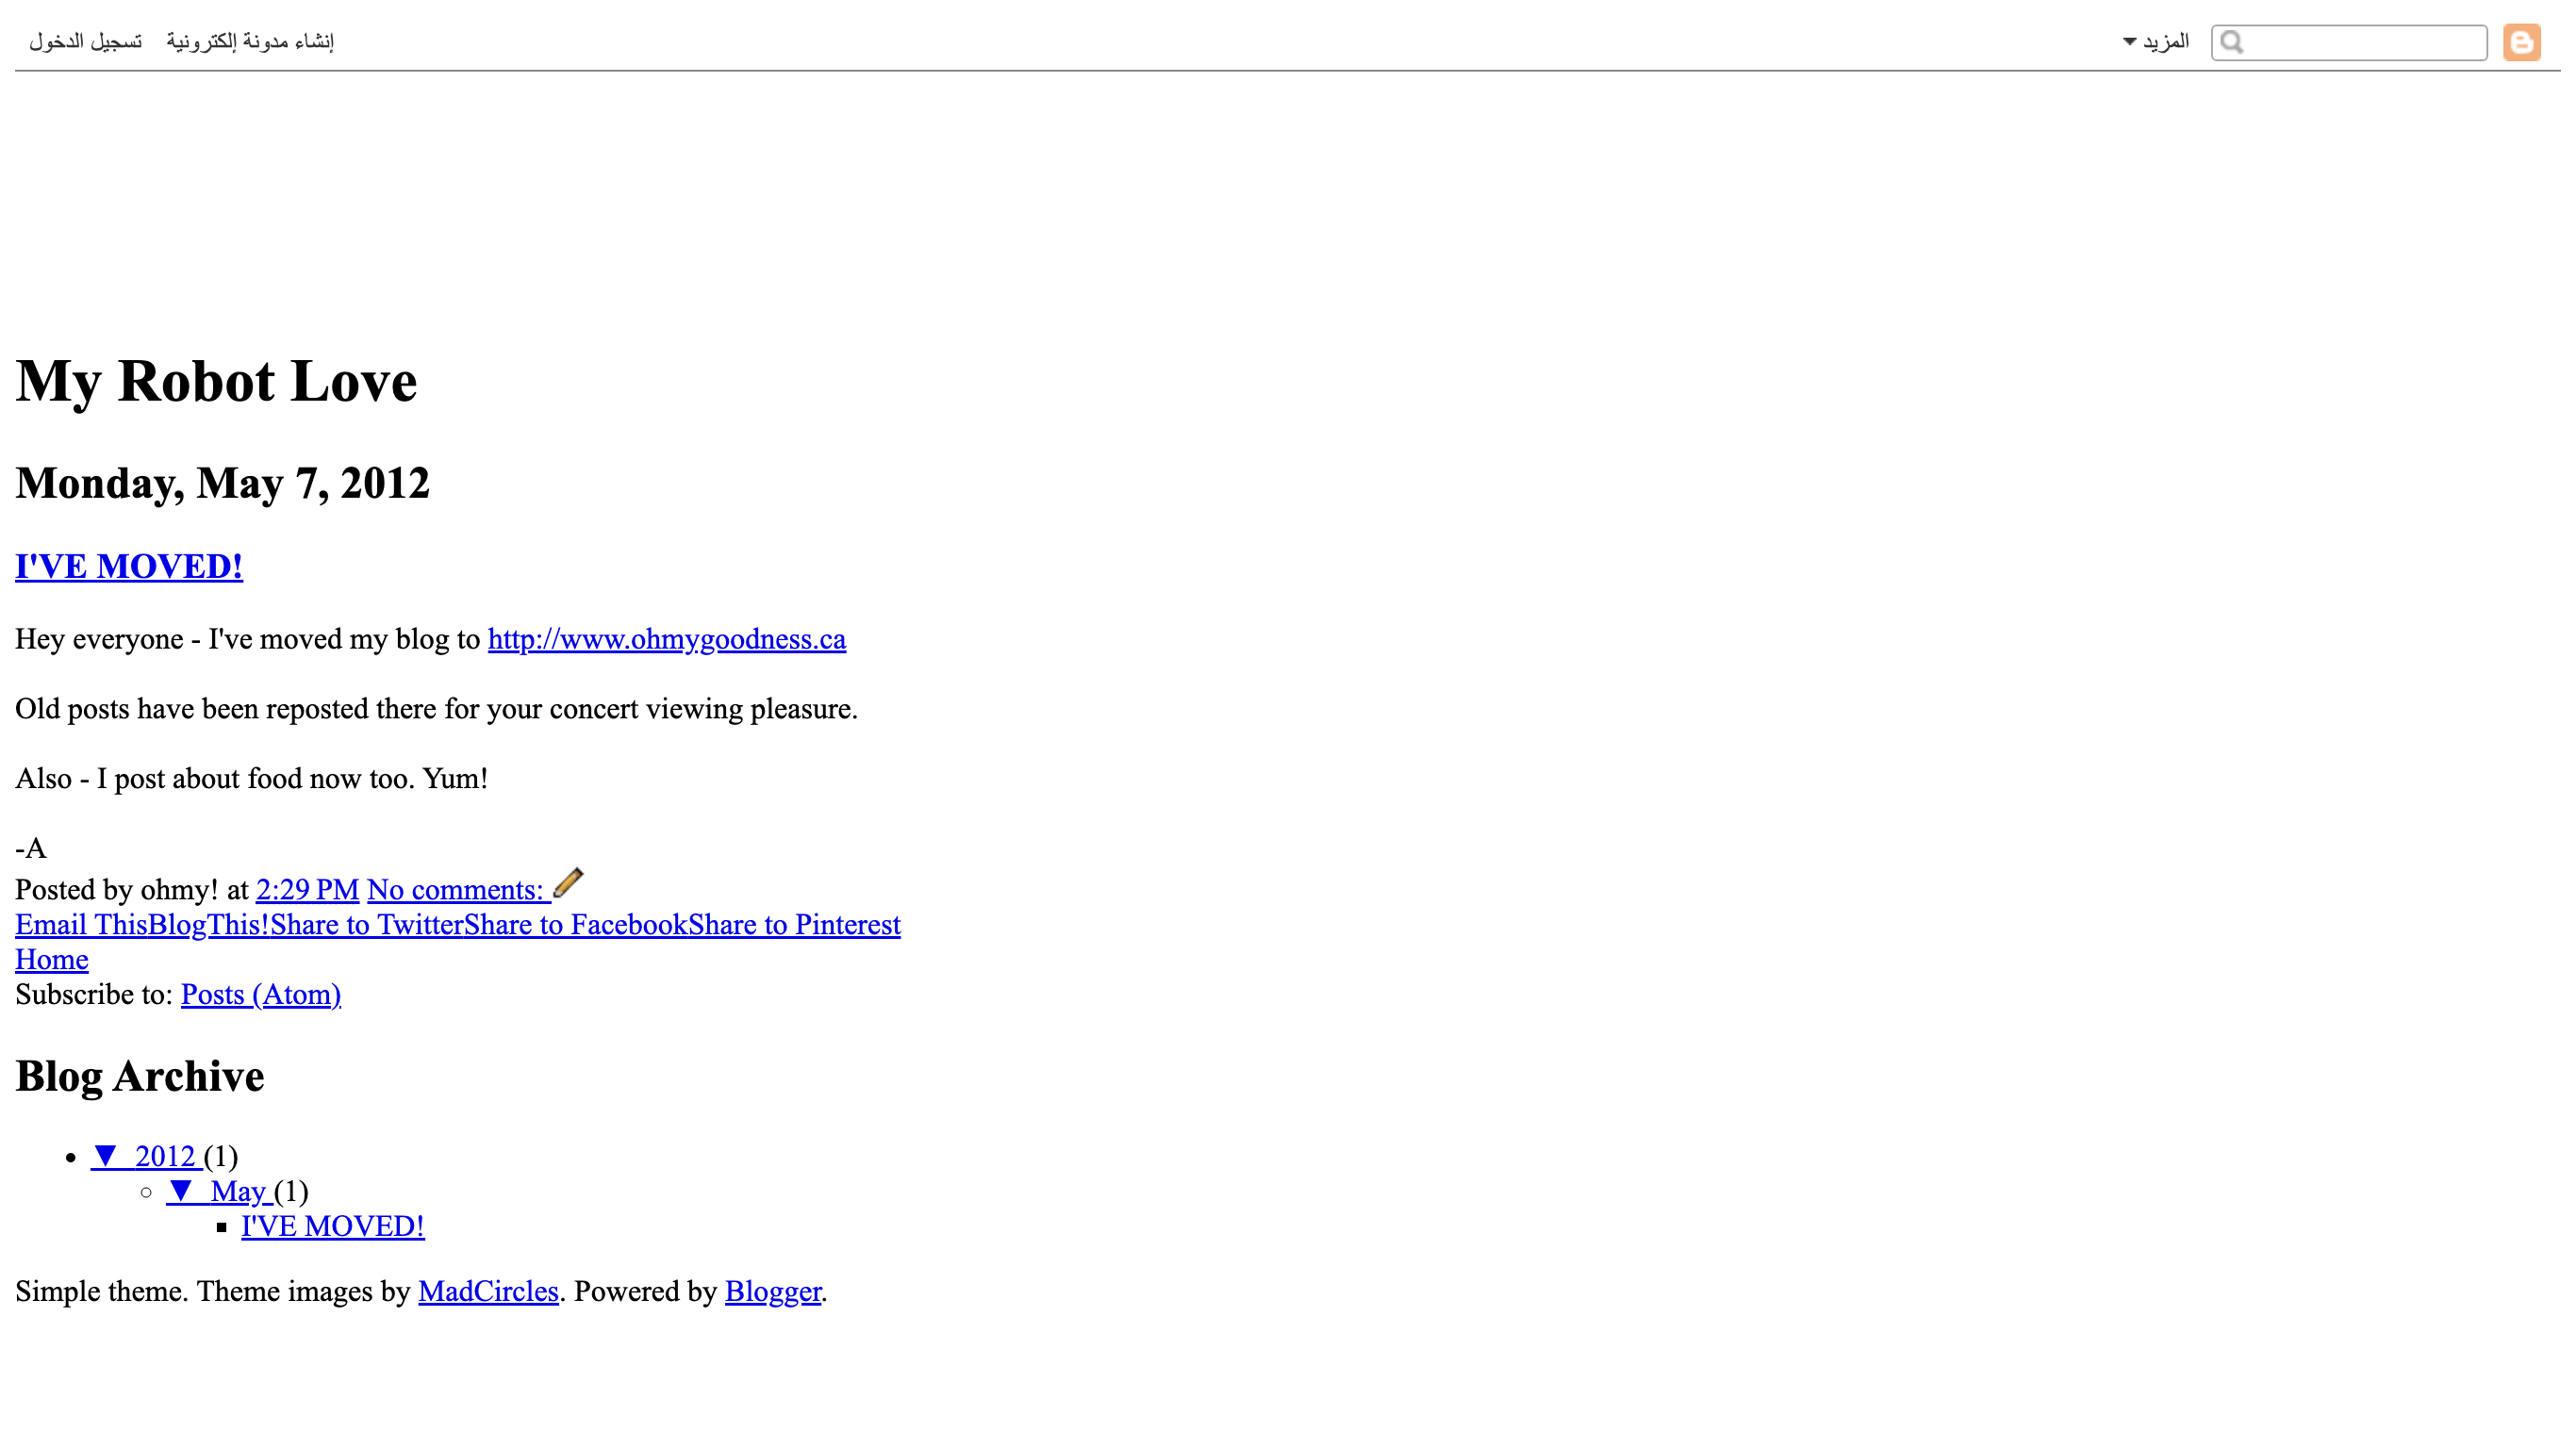 المزيد
إنشاء مدونة إلكترونية تسجيل الدخول
My Robot Love
Monday, May 7, 2012
I'VE MOVED!
Hey everyone - I've moved my blog to http://www.ohmygoodness.ca
Old posts have been reposted there for your concert viewing pleasure.
Also - I post about food now too. Yum!
-A
Posted by ohmy! at 2:29 PM No comments:
Email ThisBlogThis!Share to TwitterShare to FacebookShare to Pinterest
Home
Subscribe to: Posts (Atom)
Blog Archive
▼ 2012 (1)
▼ May (1)
I'VE MOVED!
Simple theme. Theme images by MadCircles. Powered by Blogger.